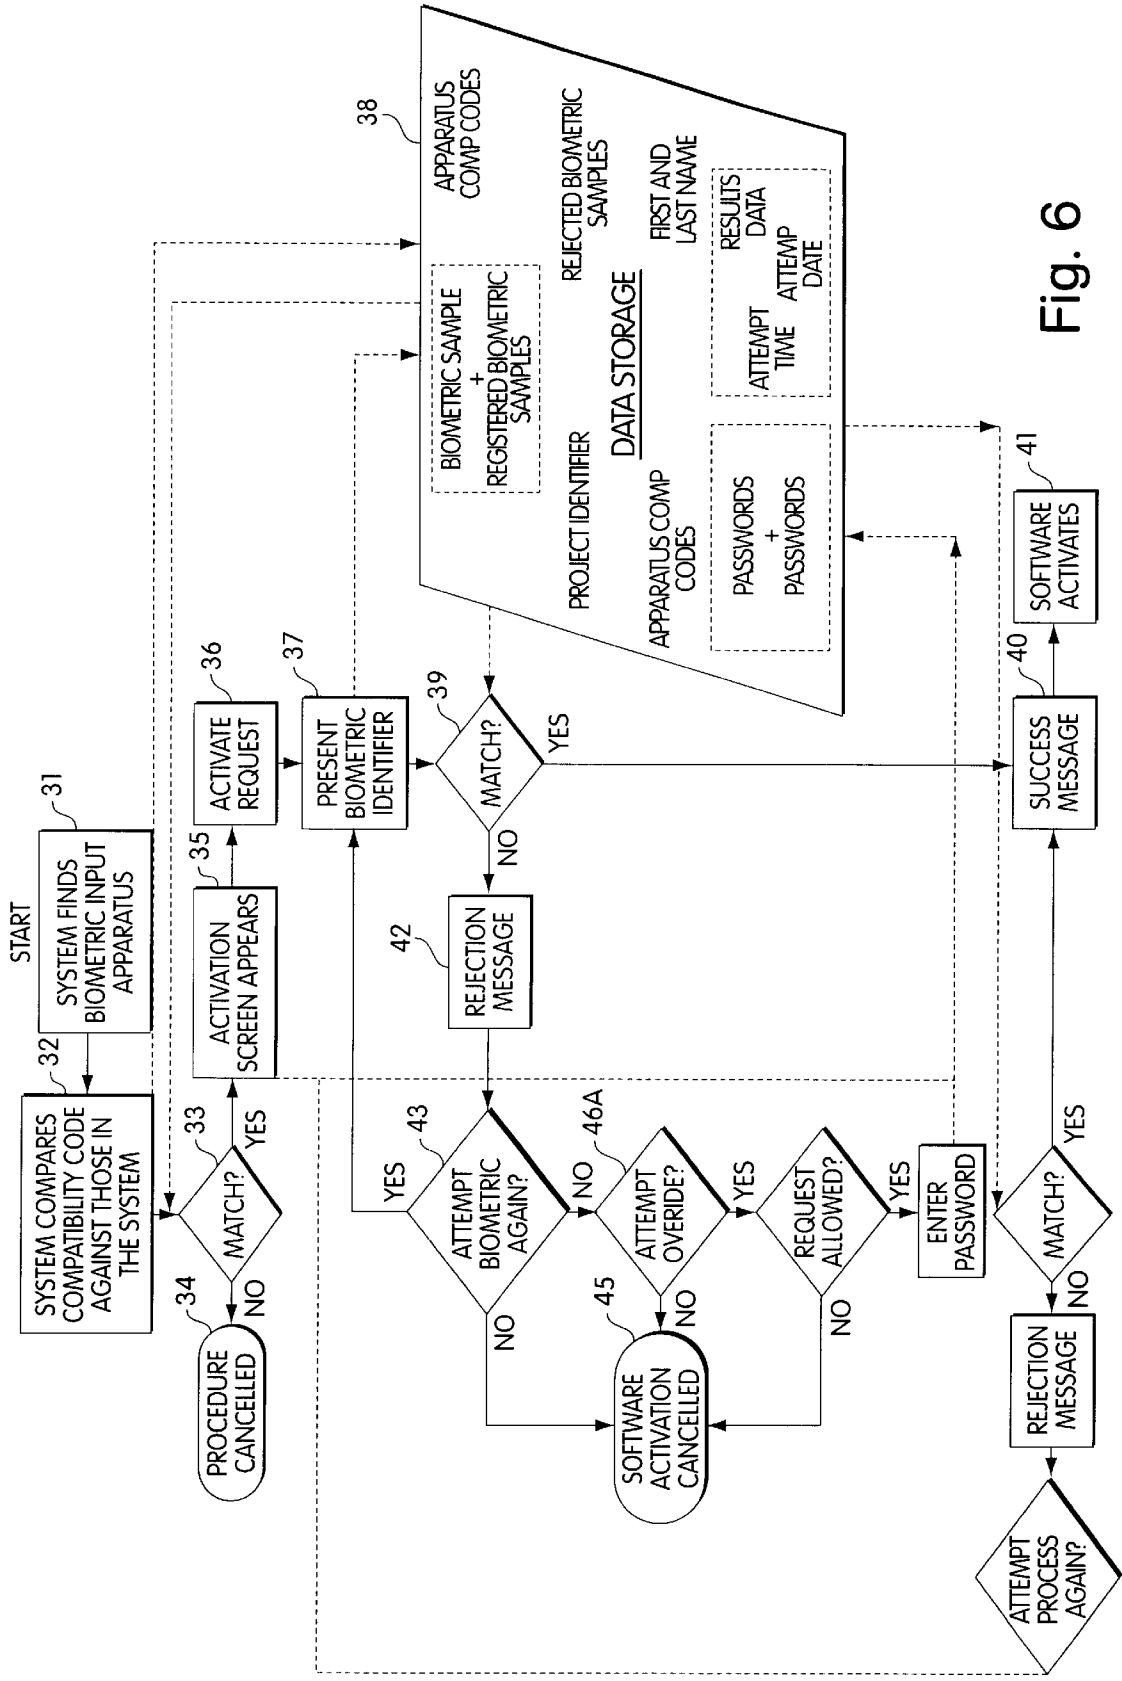 START
SYSTEM FINDS
BIOMETRIC INPUT
APPARATUS
31
SYSTEM COMPARES
COMPATIBILITY CODE
AGAINST THOSE IN
THE SYSTEM
32
MATCH?
33
NO
YES
PROCEDURE
CANCELLED
34
ACTIVATION
SCREEN APPEARS
35
ACTIVATE
REQUEST
36
PRESENT
BIOMETRIC
IDENTIFIER
37
38
APPARATUS
COMP CODES
BIOMETRIC SAMPLE
+
REGISTERED BIOMETRIC
SAMPLES
PROJECT IDENTIFIER
REJECTED BIOMETRIC
SAMPLES
DATA STORAGE
APPARATUS COMP
CODES
FIRST AND
LAST NAME
PASSWORDS
+
PASSWORDS
RESULTS
DATA
ATTEMPT
TIME
ATTEMP
DATE
MATCH?
39
NO
YES
REJECTION
MESSAGE
42
ATTEMPT
BIOMETRIC
AGAIN?
43
YES
NO
NO
ATTEMPT
OVERIDE?
46A
NO
YES
SOFTWARE
ACTIVATION
CANCELLED
45
REQUEST
ALLOWED?
NO
YES
ENTER
PASSWORD
MATCH?
NO
YES
REJECTION
MESSAGE
ATTEMPT
PROCESS
AGAIN?
SUCCESS
MESSAGE
40
SOFTWARE
ACTIVATES
41
Fig. 6